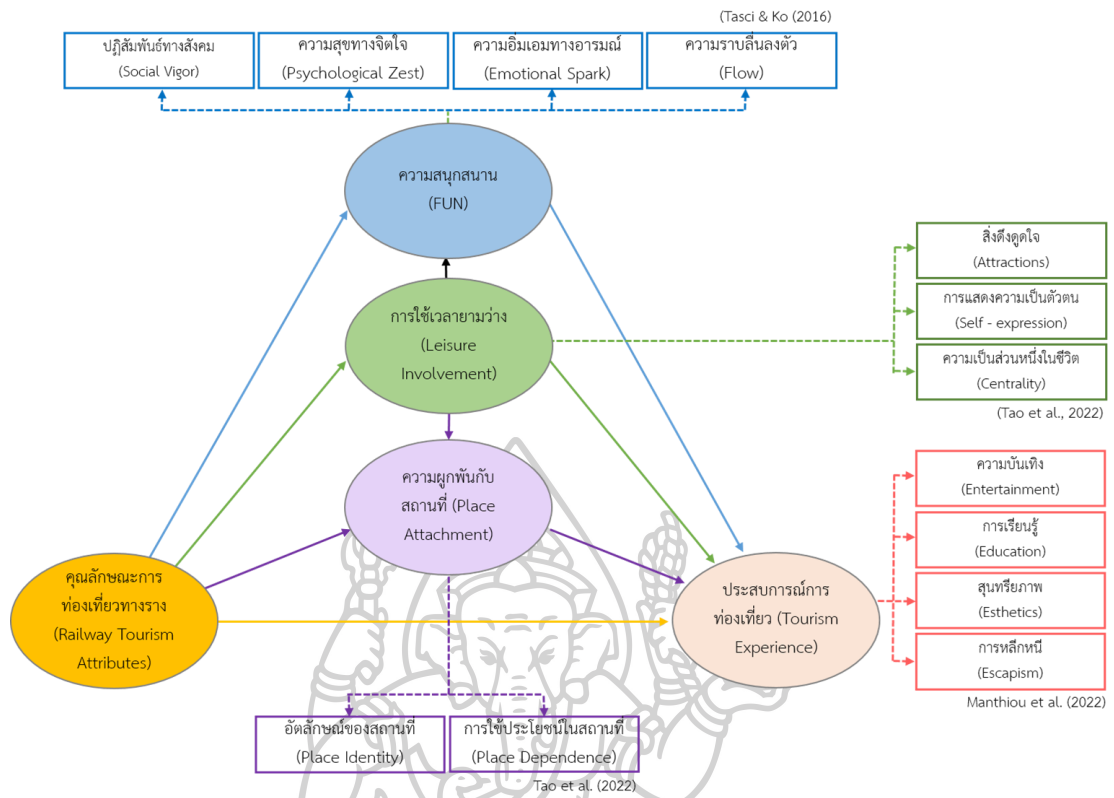 (Tasci & Ko (2016)
ปฏิสัมพันธ์ทางสังคม
(Social Vigor)
ความสุขทางจิตใจ
(Psychological Zest)
ความอิ่มเอมทางอารมณ์
(Emotional Spark)
ความราบลื่นลงตัว
(Flow)
ความสนุกสนาน
(FUN)
การใช้เวลายามว่าง
(Leisure
Involvement)
สิ่งดึงดูดใจ
(Attractions)
การแสดงความเป็นตัวตน
(Self - expression)
ความเป็นส่วนหนึ่งในชีวิต
(Centrality)
(Tao et al., 2022)
ความผูกพันกับ
สถานที่ (Place
Attachment)
คุณลักษณะการ
ท่องเที่ยวทางราง
(Railway Tourism
Attributes)
ประสบการณ์การ
ท่องเที่ยว (Tourism
Experience)
ความบันเทิง
(Entertainment)
การเรียนรู้
(Education)
สุนทรียภาพ
(Esthetics)
การหลีกหนี
(Escapism)
Manthiou et al. (2022)
อัตลักษณ์ของสถานที่
(Place Identity)
การใช้ประโยชน์ในสถานที่
(Place Dependence)
Tao et al. (2022)